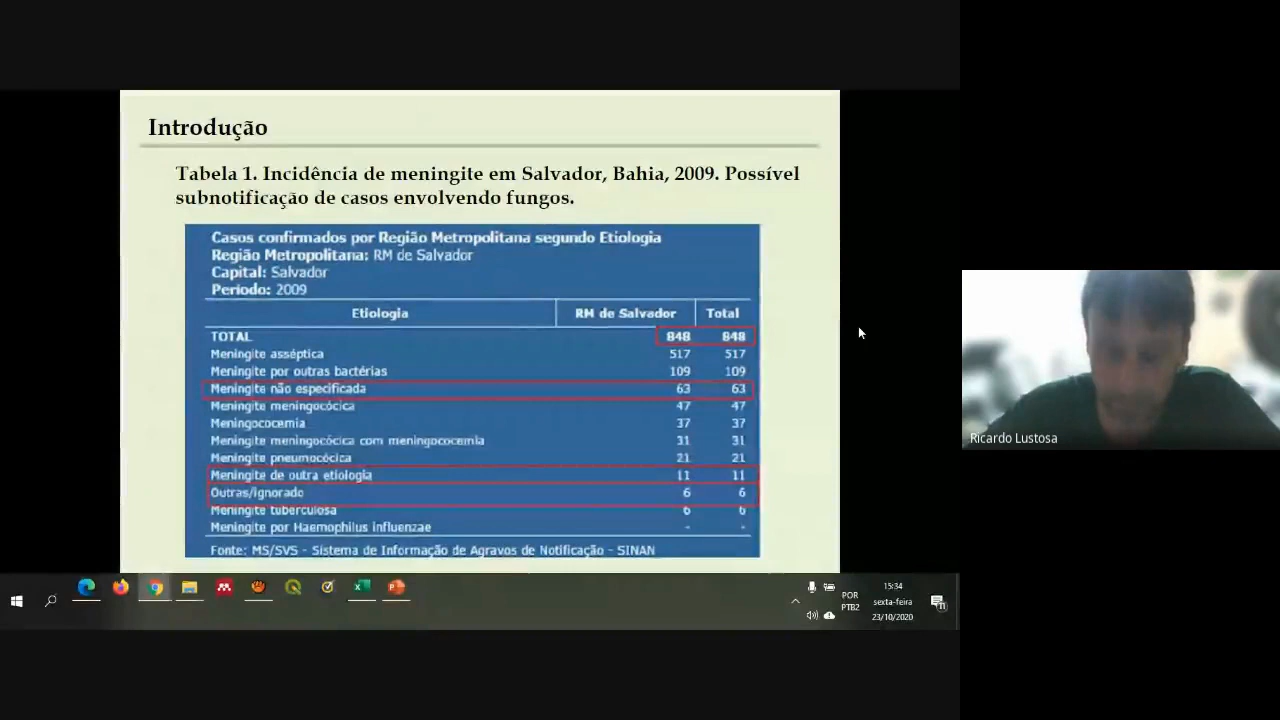 Introdução
Tabela 1. Incidência de meningite em Salvador, Bahia, 2009. Possível
subnotificação de casos envolvendo fungos.
Casos confirmados por Região Metropolitana segundo Etiologia
Região Metropolitana: RM de Salvador
Capital: Salvador
Período: 2009
Etiologia RM de Salvador Total
TOTAL 848 848
Meningite asséptica 517 517
Meningite por outras bactérias 109 109
Meningite não especificada 63 63
Meningite meningocócica 47 47
Meningococemia 37 37
Meningite meningocócica com meningococemia 31 31
Meningite pneumocócica 21 21
Meningite de outra etiologia 11 11
Outras/Ignorado 6 6
Meningite tuberculosa 6 6
Meningite por Haemophilus influenzae - -
Fonte: MS/SVS - Sistema de Informação de Agravos de Notificação - SINAN
Ricardo Lustosa
POR
PTB2
15:34
sexta-feira
23/10/2020
11